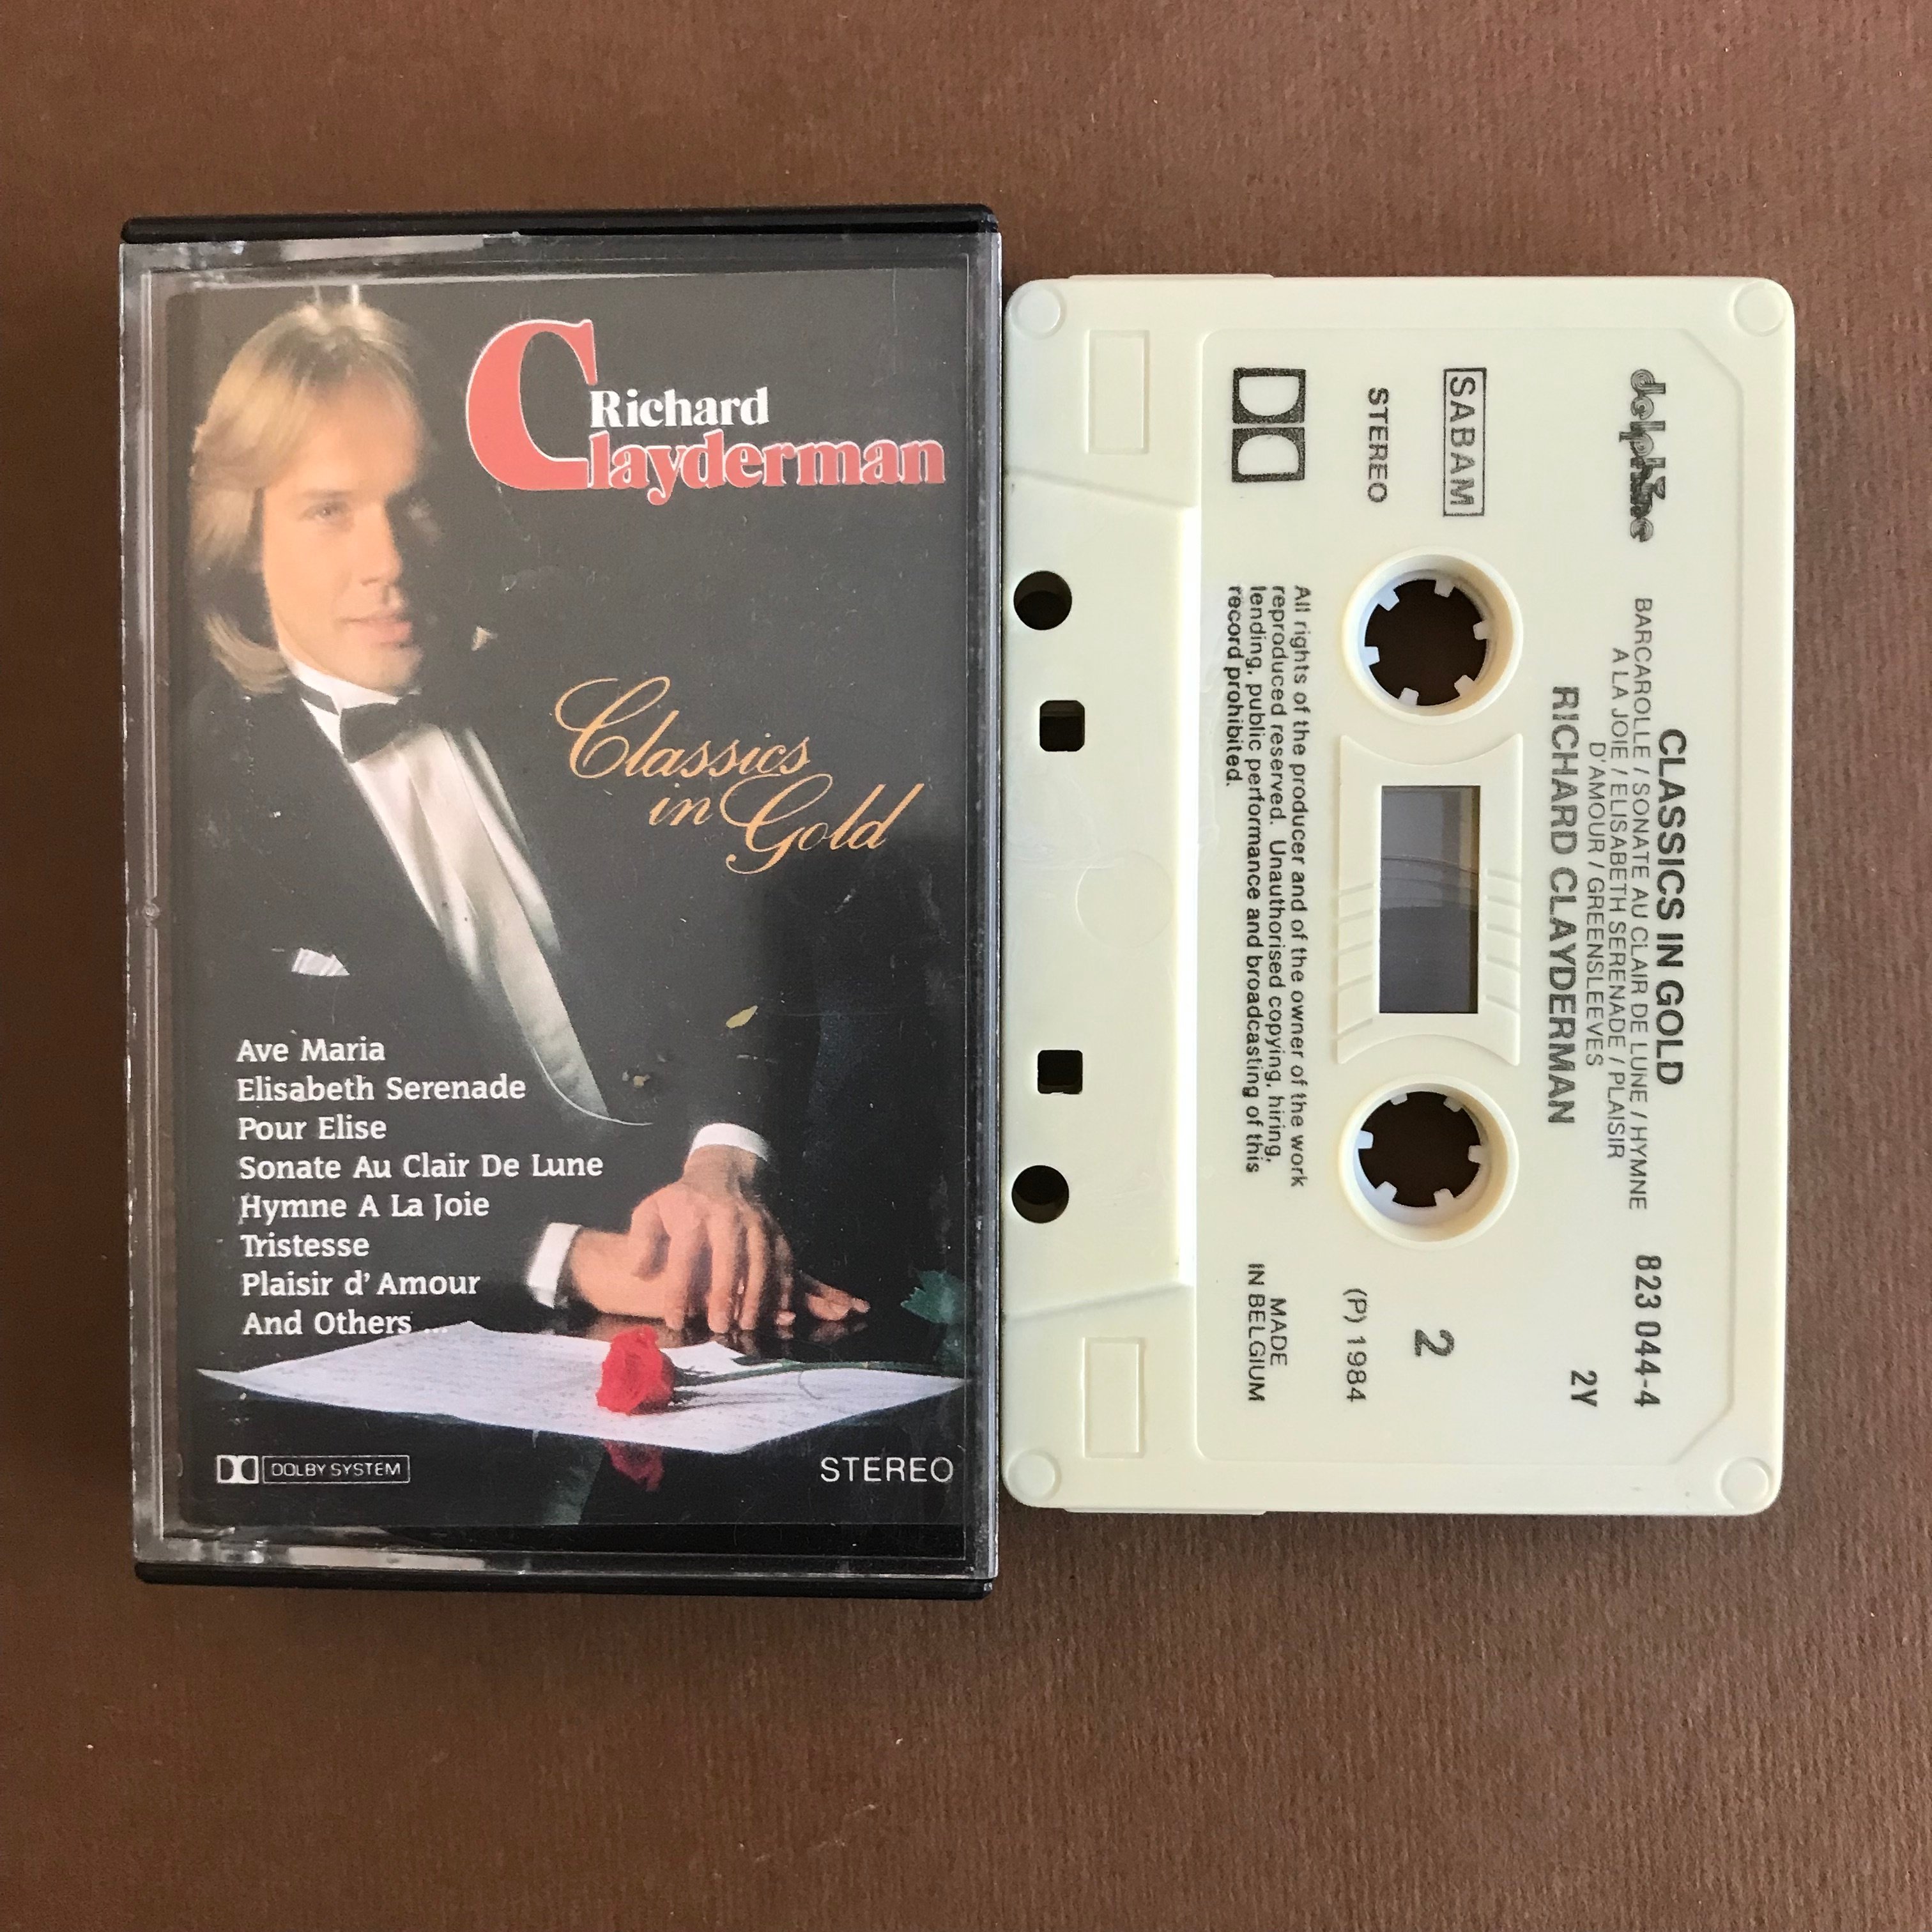 Richard
Clayderman
Classics
in Gold
Ave Maria
Elisabeth Serenade
Pour Elise
Sonate Au Clair De Lune
Hymne A La Joie
Tristesse
Plaisir d' Amour
And Others ...
DOLBY SYSTEM
STEREO
delphine
CLASSICS IN GOLD
BARCAROLLE / SONATE AU CLAIR DE LUNE / HYMNE
A LA JOIE / ELISABETH SERENADE / PLAISIR
D'AMOUR / GREENSLEEVES
RICHARD CLAYDERMAN
823 044-4
2Y
SABAM
STEREO
2
(P) 1984
All rights of the producer and of the owner of the work
reproduced reserved. Unauthorised copying, hiring,
lending, public performance and broadcasting of this
record prohibited.
MADE
IN BELGIUM